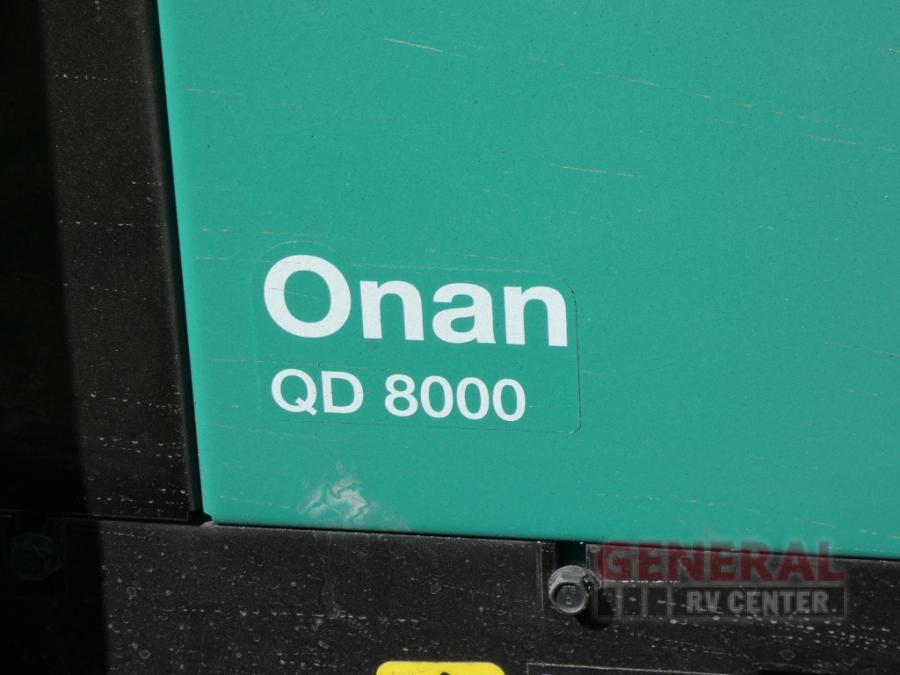 Onan
QD 8000
GENERAL
RV CENTER